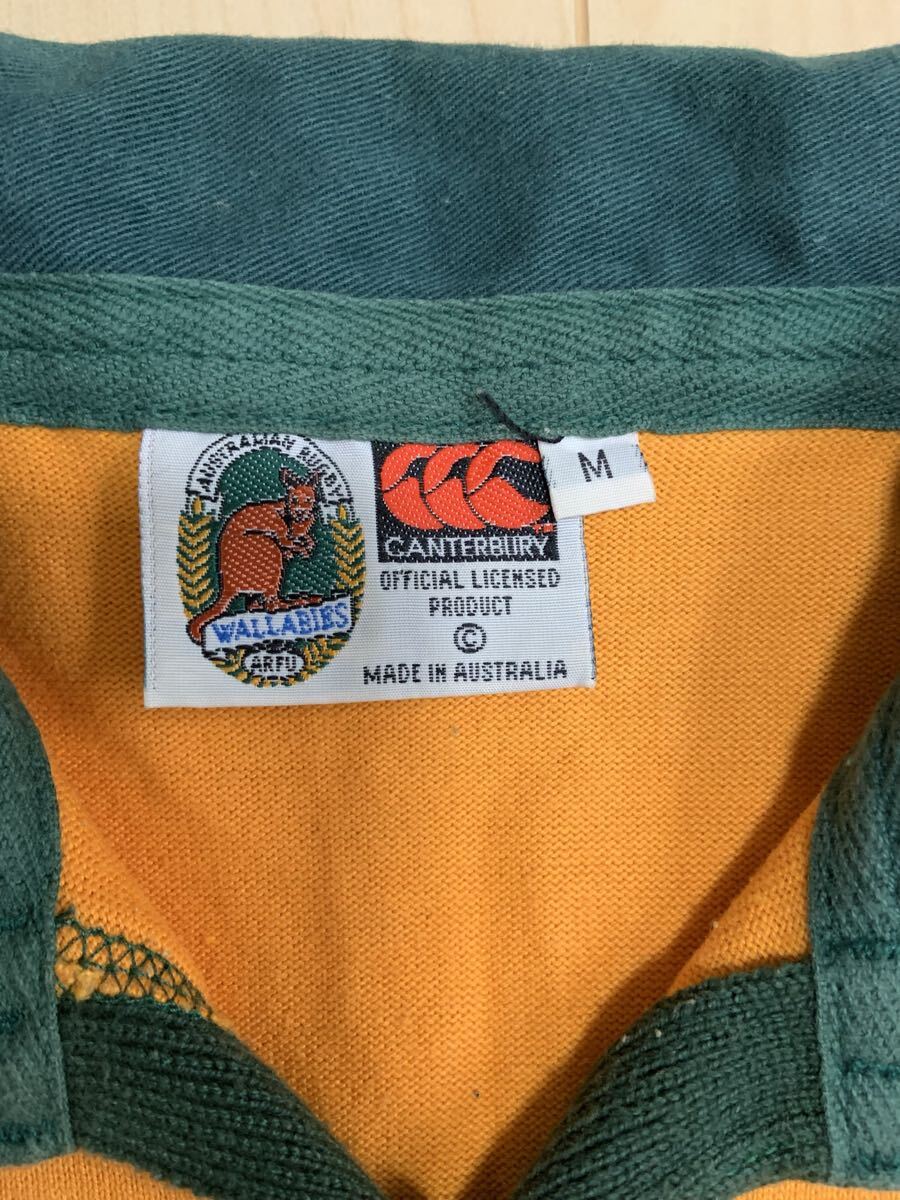 AUSTRALIAN RUGBY
WALLABIES
ARFU
CANTERBURY
M
OFFICIAL LICENSED
PRODUCT
©
MADE IN AUSTRALIA